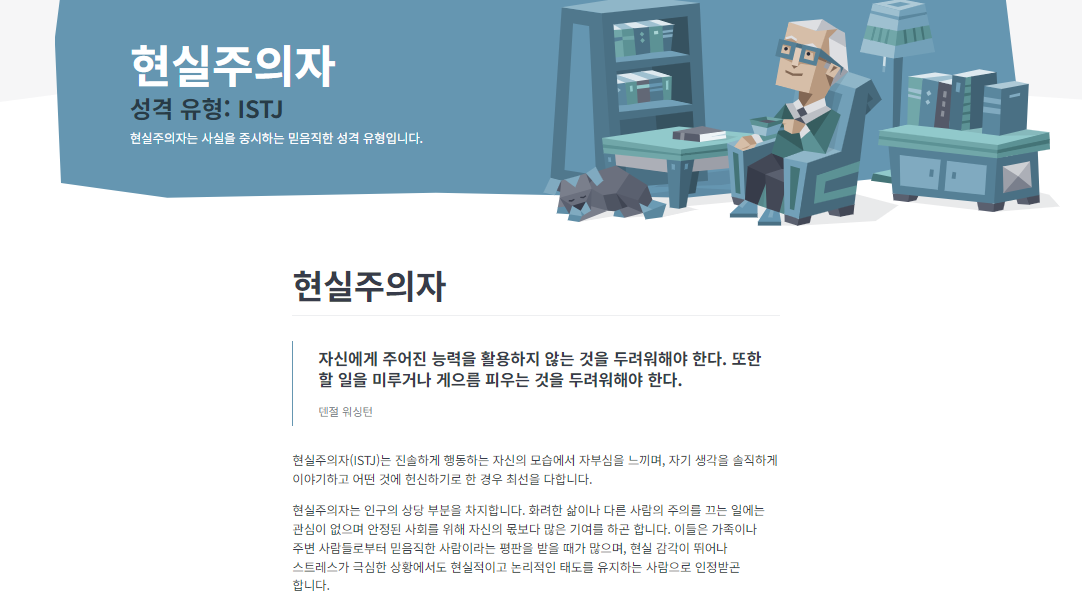 현실주의자
성격 유형: ISTJ
현실주의자는 사실을 중시하는 믿음직한 성격 유형입니다.
현실주의자
자신에게 주어진 능력을 활용하지 않는 것을 두려워해야 한다. 또한
할 일을 미루거나 게으름 피우는 것을 두려워해야 한다.
덴절 워싱턴
현실주의자(ISTJ)는 진솔하게 행동하는 자신의 모습에서 자부심을 느끼며, 자기 생각을 솔직하게
이야기하고 어떤 것에 헌신하기로 한 경우 최선을 다합니다.
현실주의자는 인구의 상당 부분을 차지합니다. 화려한 삶이나 다른 사람의 주의를 끄는 일에는
관심이 없으며 안정된 사회를 위해 자신의 몫보다 많은 기여를 하곤 합니다. 이들은 가족이나
주변 사람들로부터 믿음직한 사람이라는 평판을 받을 때가 많으며, 현실 감각이 뛰어나
스트레스가 극심한 상황에서도 현실적이고 논리적인 태도를 유지하는 사람으로 인정받곤
합니다.